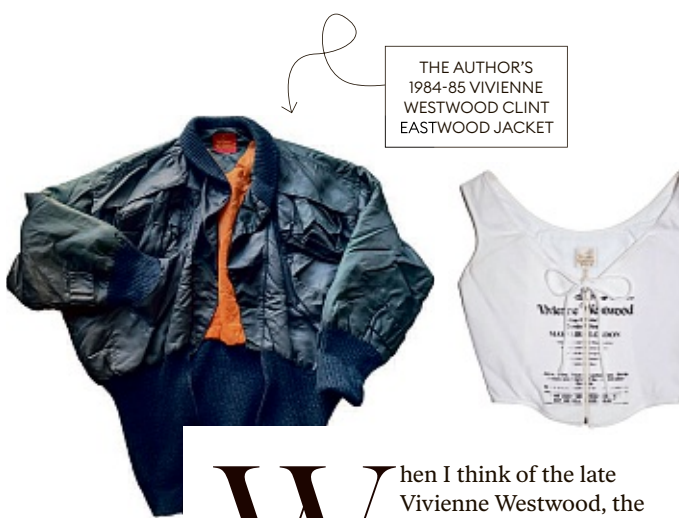 THE AUTHOR'S
1984-85 VIVIENNE
WESTWOOD CLINT
EASTWOOD JACKET
Vivienne Westwood
When I think of the late
Vivienne Westwood, the